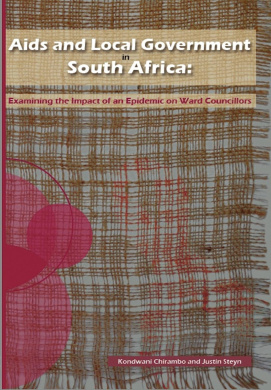 Aids and Local Government
in
South Africa:
Examining the Impact of an Epidemic on Ward Councillors
Kondwani Chirambo and Justin Steyn